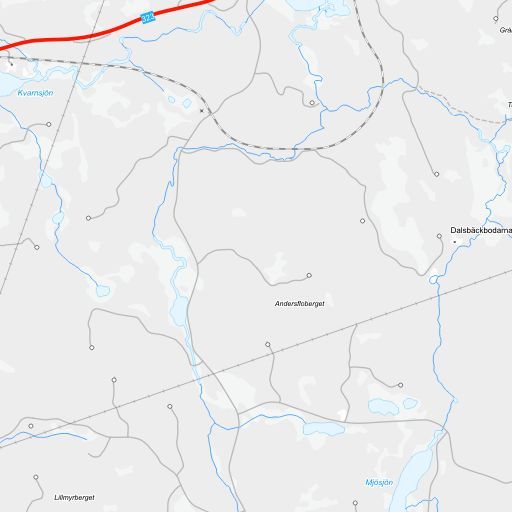 323
Kvarnsjön
Dalsbäckbodarna
Andersfloberget
Mjösjön
Lillmyrberget